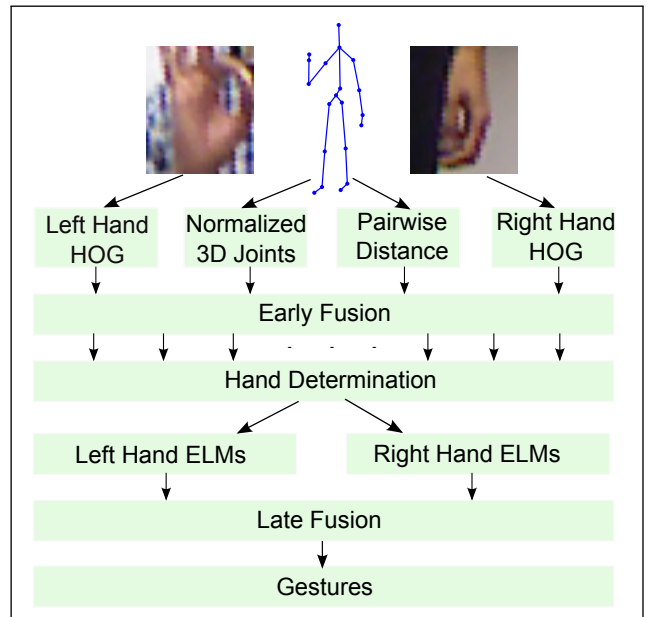 Left Hand
HOG
Normalized
3D Joints
Pairwise
Distance
Right Hand
HOG
Early Fusion
Hand Determination
Left Hand ELMs
Right Hand ELMs
Late Fusion
Gestures